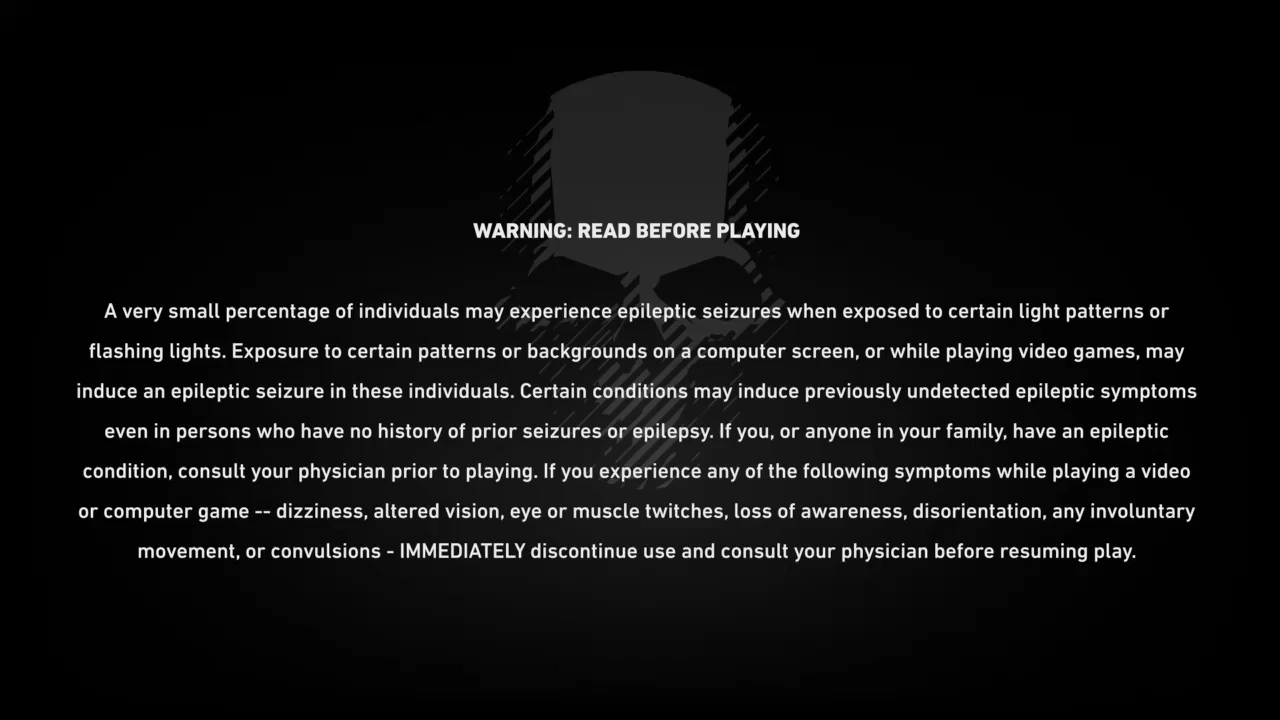 WARNING: READ BEFORE PLAYING
A very small percentage of individuals may experience epileptic seizures when exposed to certain light patterns or
flashing lights. Exposure to certain patterns or backgrounds on a computer screen, or while playing video games, may
induce an epileptic seizure in these individuals. Certain conditions may induce previously undetected epileptic symptoms
even in persons who have no history of prior seizures or epilepsy. If you, or anyone in your family, have an epileptic
condition, consult your physician prior to playing. If you experience any of the following symptoms while playing a video
or computer game -- dizziness, altered vision, eye or muscle twitches, loss of awareness, disorientation, any involuntary
movement, or convulsions - IMMEDIATELY discontinue use and consult your physician before resuming play.